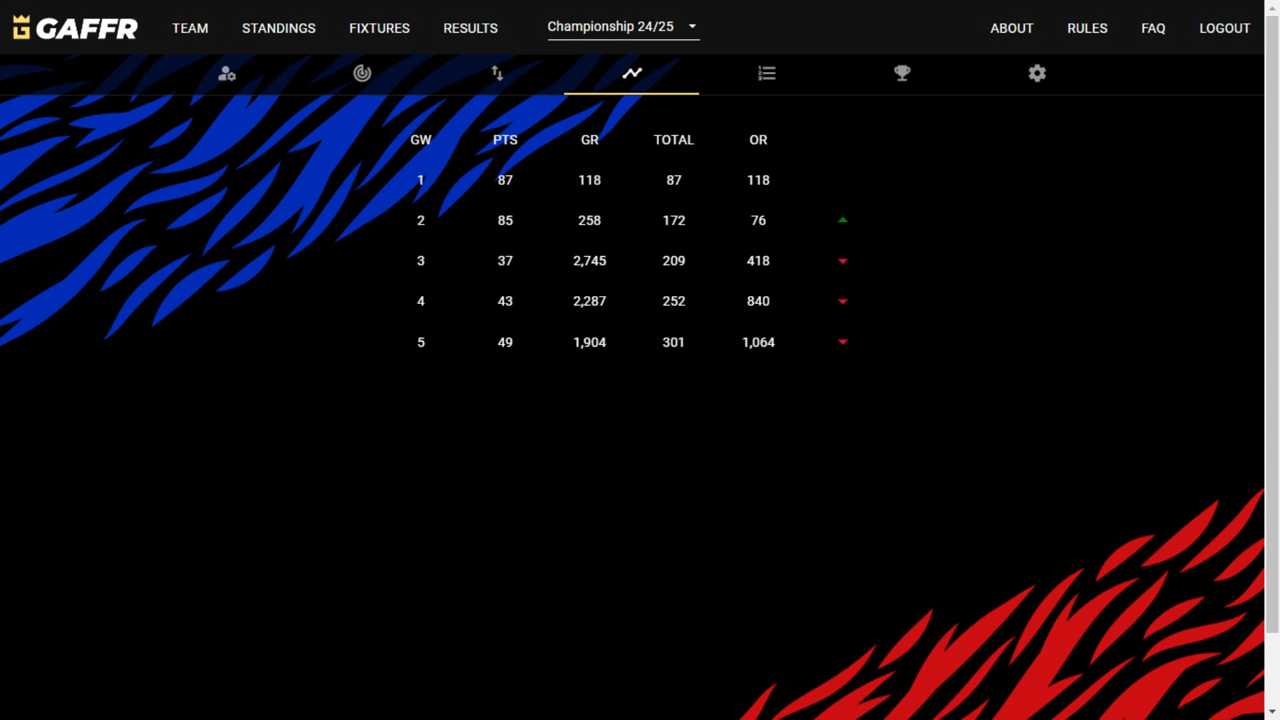 GAFFR TEAM STANDINGS FIXTURES RESULTS Championship 24/25 ABOUT RULES FAQ LOGOUT
GW PTS GR TOTAL OR
1 87 118 87 118
2 85 258 172 76
3 37 2,745 209 418
4 43 2,287 252 840
5 49 1,904 301 1,064